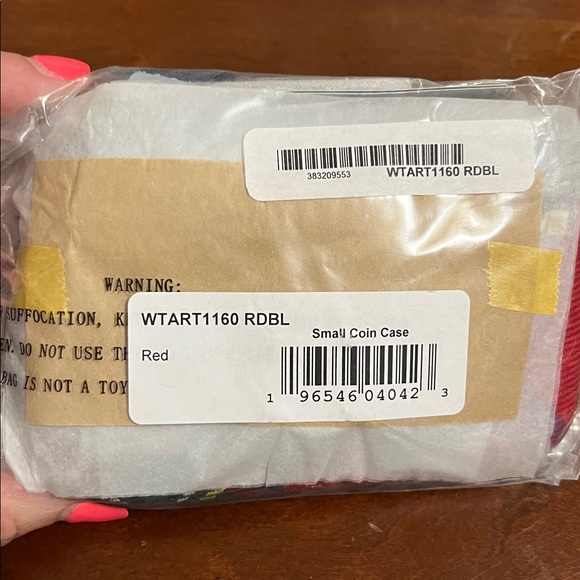 383209553 WTART1160 RDBL
WARNING:
SUFFOCATION, K
EN. DO NOT USE TH
BAG IS NOT A TOY
WTART1160 RDBL
Small Coin Case
Red
1 96546 04042 3